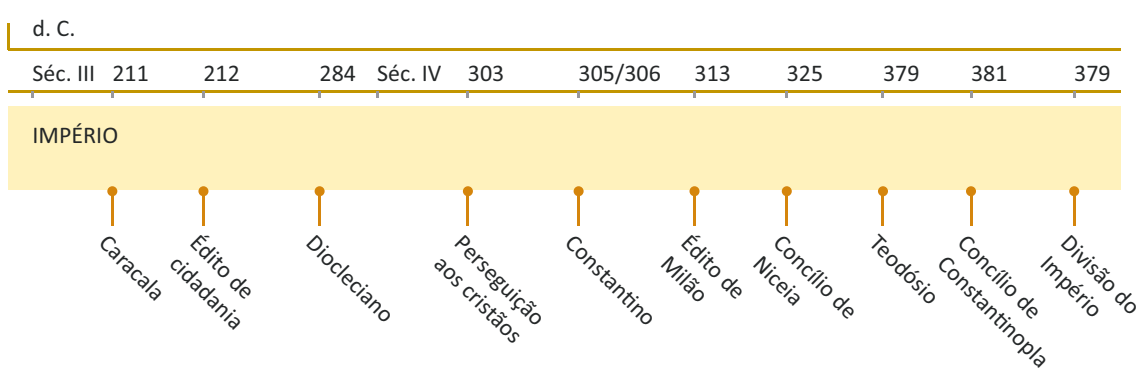 d. C.
Séc. III 211 212 284 Séc. IV 303 305/306 313 325 379 381 379
IMPÉRIO
Caracala
Édito de
cidadania
Diocleciano
Perseguição
aos cristãos
Constantino
Édito de
Milão
Concílio de
Niceia
Teodósio
Concílio de
Constantinopla
Divisão do
Império